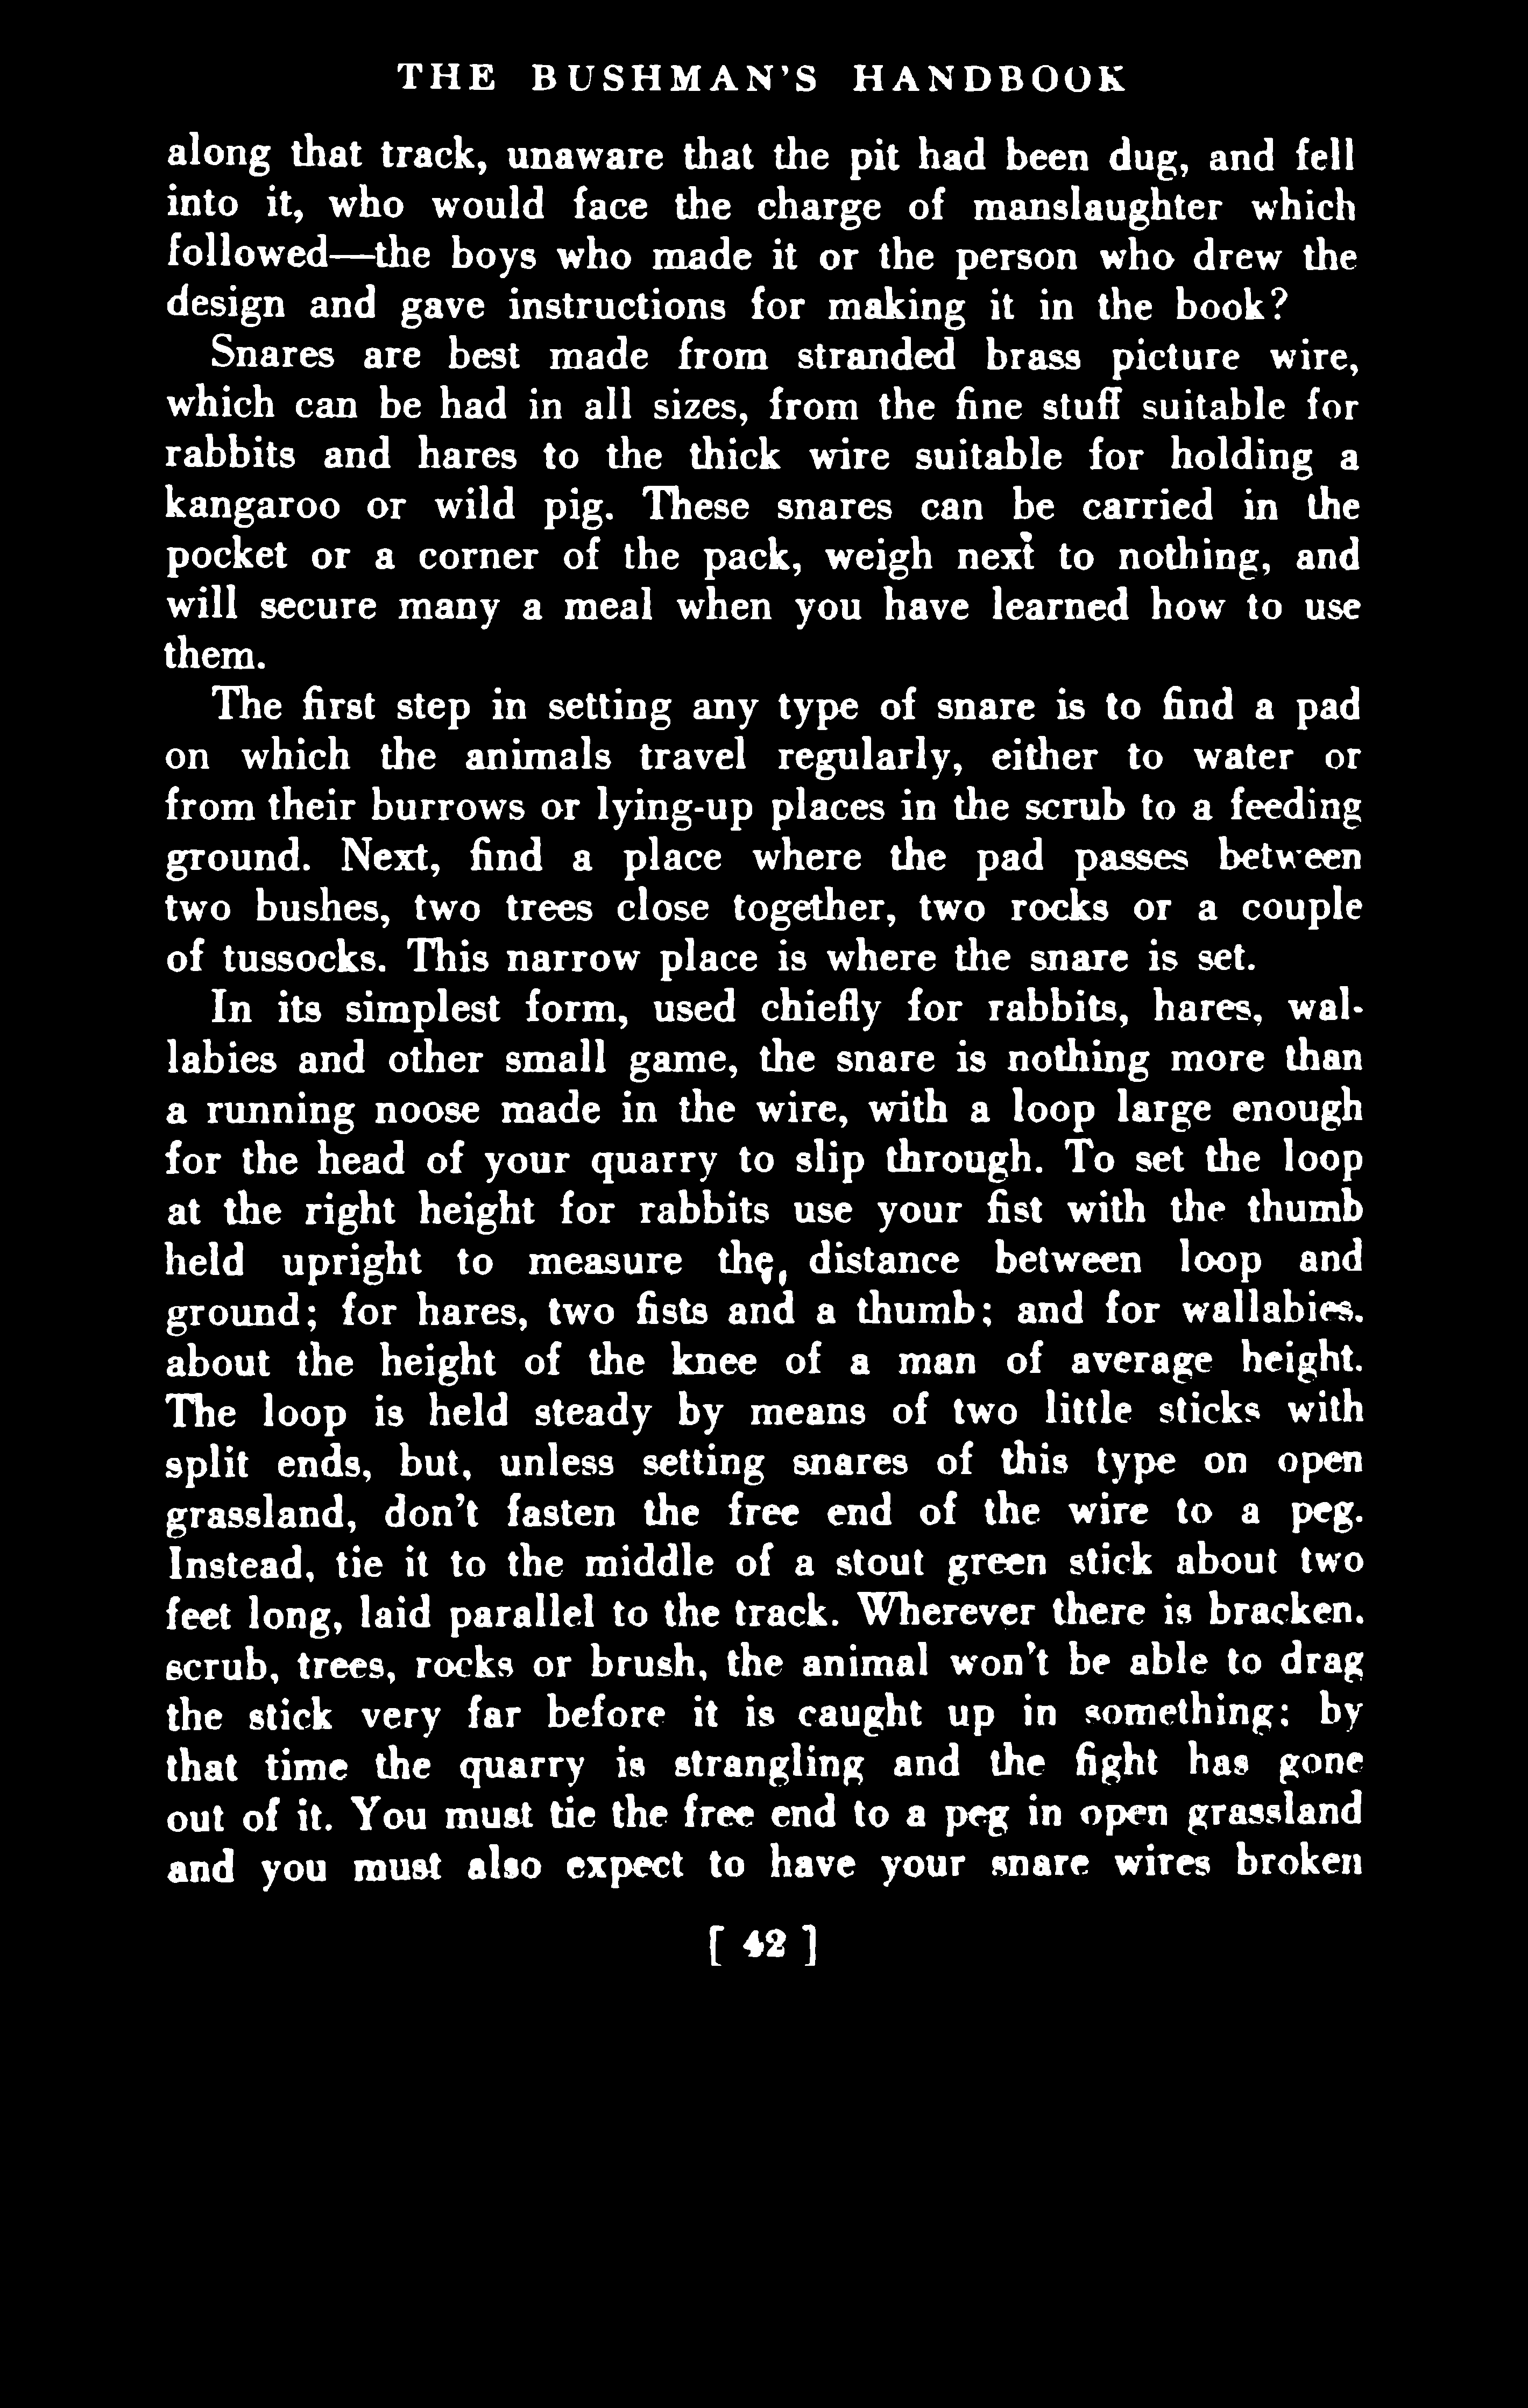 THE BUSHMAN'S HANDBOOK
along that track, unaware that the pit had been dug, and fell
into it, who would face the charge of manslaughter which
followed—the boys who made it or the person who drew the
design and gave instructions for making it in the book?
Snares are best made from stranded brass picture wire,
which can be had in all sizes, from the fine stuff suitable for
rabbits and hares to the thick wire suitable for holding a
kangaroo or wild pig. These snares can be carried in the
pocket or a corner of the pack, weigh next to nothing, and
will secure many a meal when you have learned how to use
them.
The first step in setting any type of snare is to find a pad
on which the animals travel regularly, either to water or
from their burrows or lying-up places in the scrub to a feeding
ground. Next, find a place where the pad passes between
two bushes, two trees close together, two rocks or a couple
of tussocks. This narrow place is where the snare is set.
In its simplest form, used chiefly for rabbits, hares, wal-
labies and other small game, the snare is nothing more than
a running noose made in the wire, with a loop large enough
for the head of your quarry to slip through. To set the loop
at the right height for rabbits use your fist with the thumb
held upright to measure the distance between loop and
ground; for hares, two fists and a thumb; and for wallabies,
about the height of the knee of a man of average height.
The loop is held steady by means of two little sticks with
split ends, but, unless setting snares of this type on open
grassland, don't fasten the free end of the wire to a peg.
Instead, tie it to the middle of a stout green stick about two
feet long, laid parallel to the track. Wherever there is bracken,
scrub, trees, rocks or brush, the animal won't be able to drag
the stick very far before it is caught up in something; by
that time the quarry is strangling and the fight has gone
out of it. You must tie the free end to a peg in open grassland
and you must also expect to have your snare wires broken
[ 42 ]